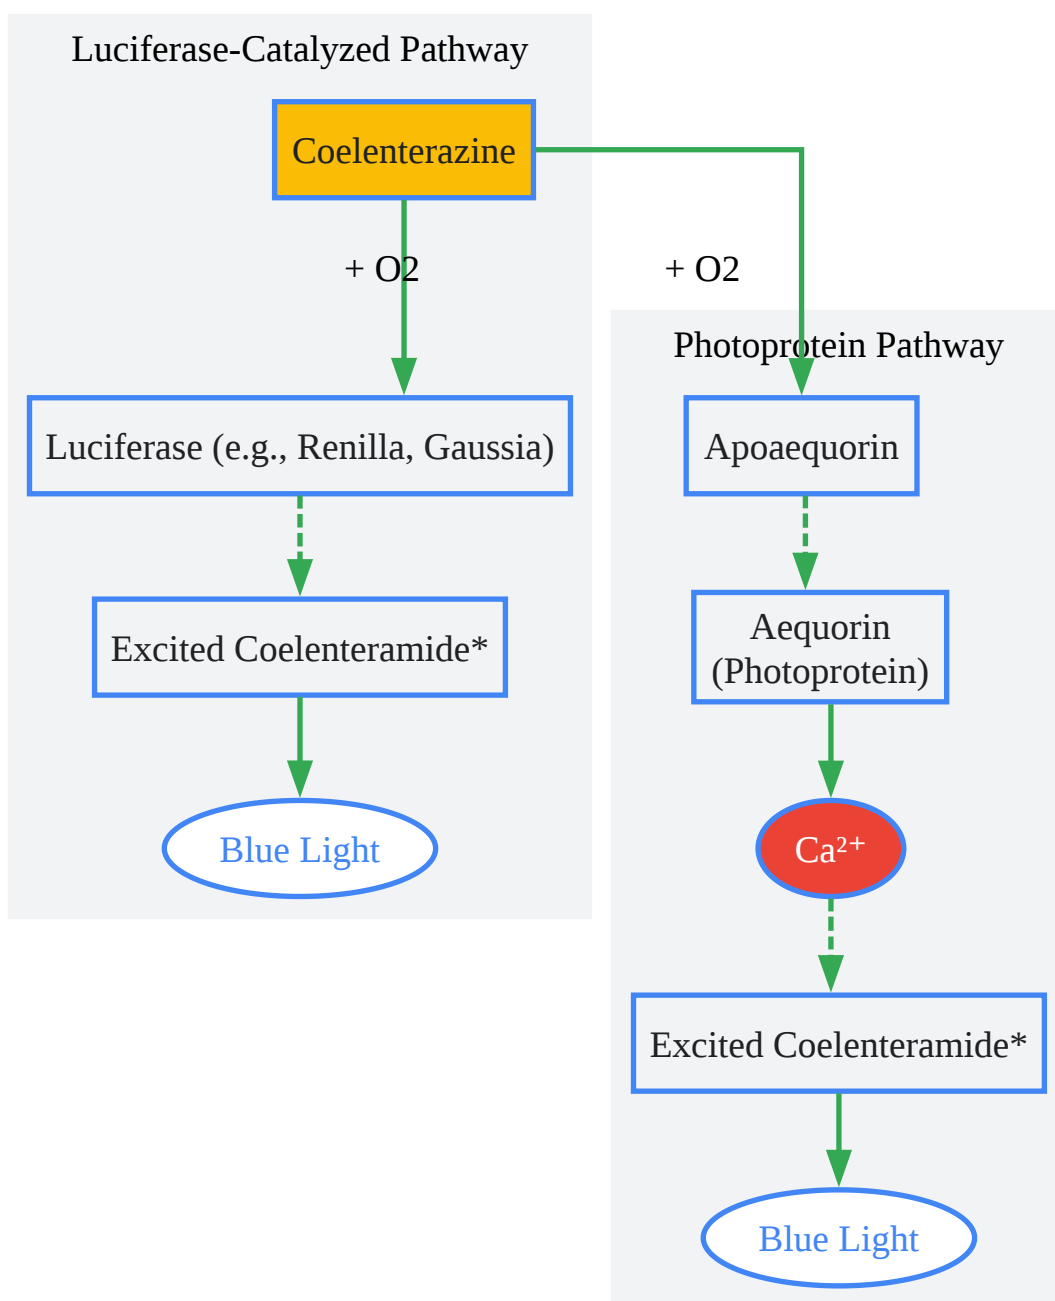 Luciferase-Catalyzed Pathway
Coelenterazine
+ O2
+ O2
Luciferase (e.g., Renilla, Gaussia)
Excited Coelenteramide*
Blue Light
Photoprotein Pathway
Apoaequorin
Aequorin
(Photoprotein)
Ca²⁺
Excited Coelenteramide*
Blue Light